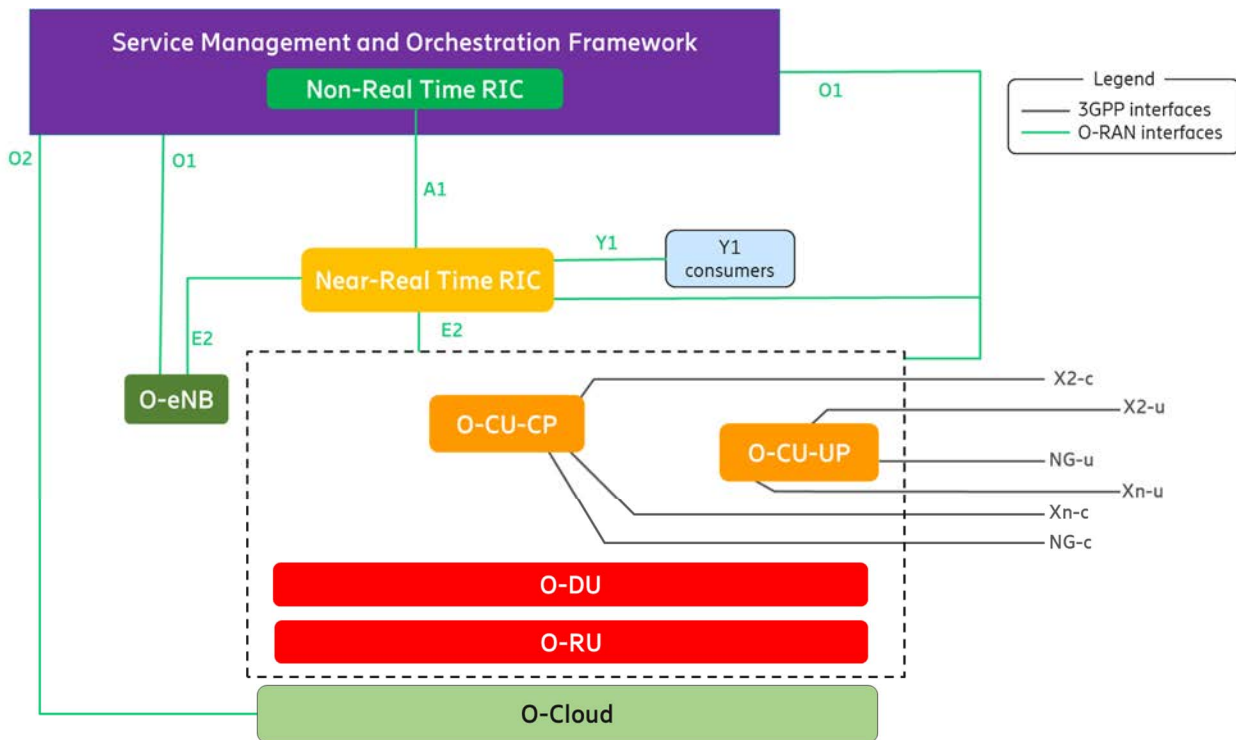 Service Management and Orchestration Framework
Non-Real Time RIC
O1
Legend
3GPP interfaces
O-RAN interfaces
O2
O1
A1
Y1
Y1
consumers
Near-Real Time RIC
E2
E2
O-eNB
X2-c
O-CU-CP
X2-u
O-CU-UP
NG-u
Xn-u
Xn-c
NG-c
O-DU
O-RU
O-Cloud